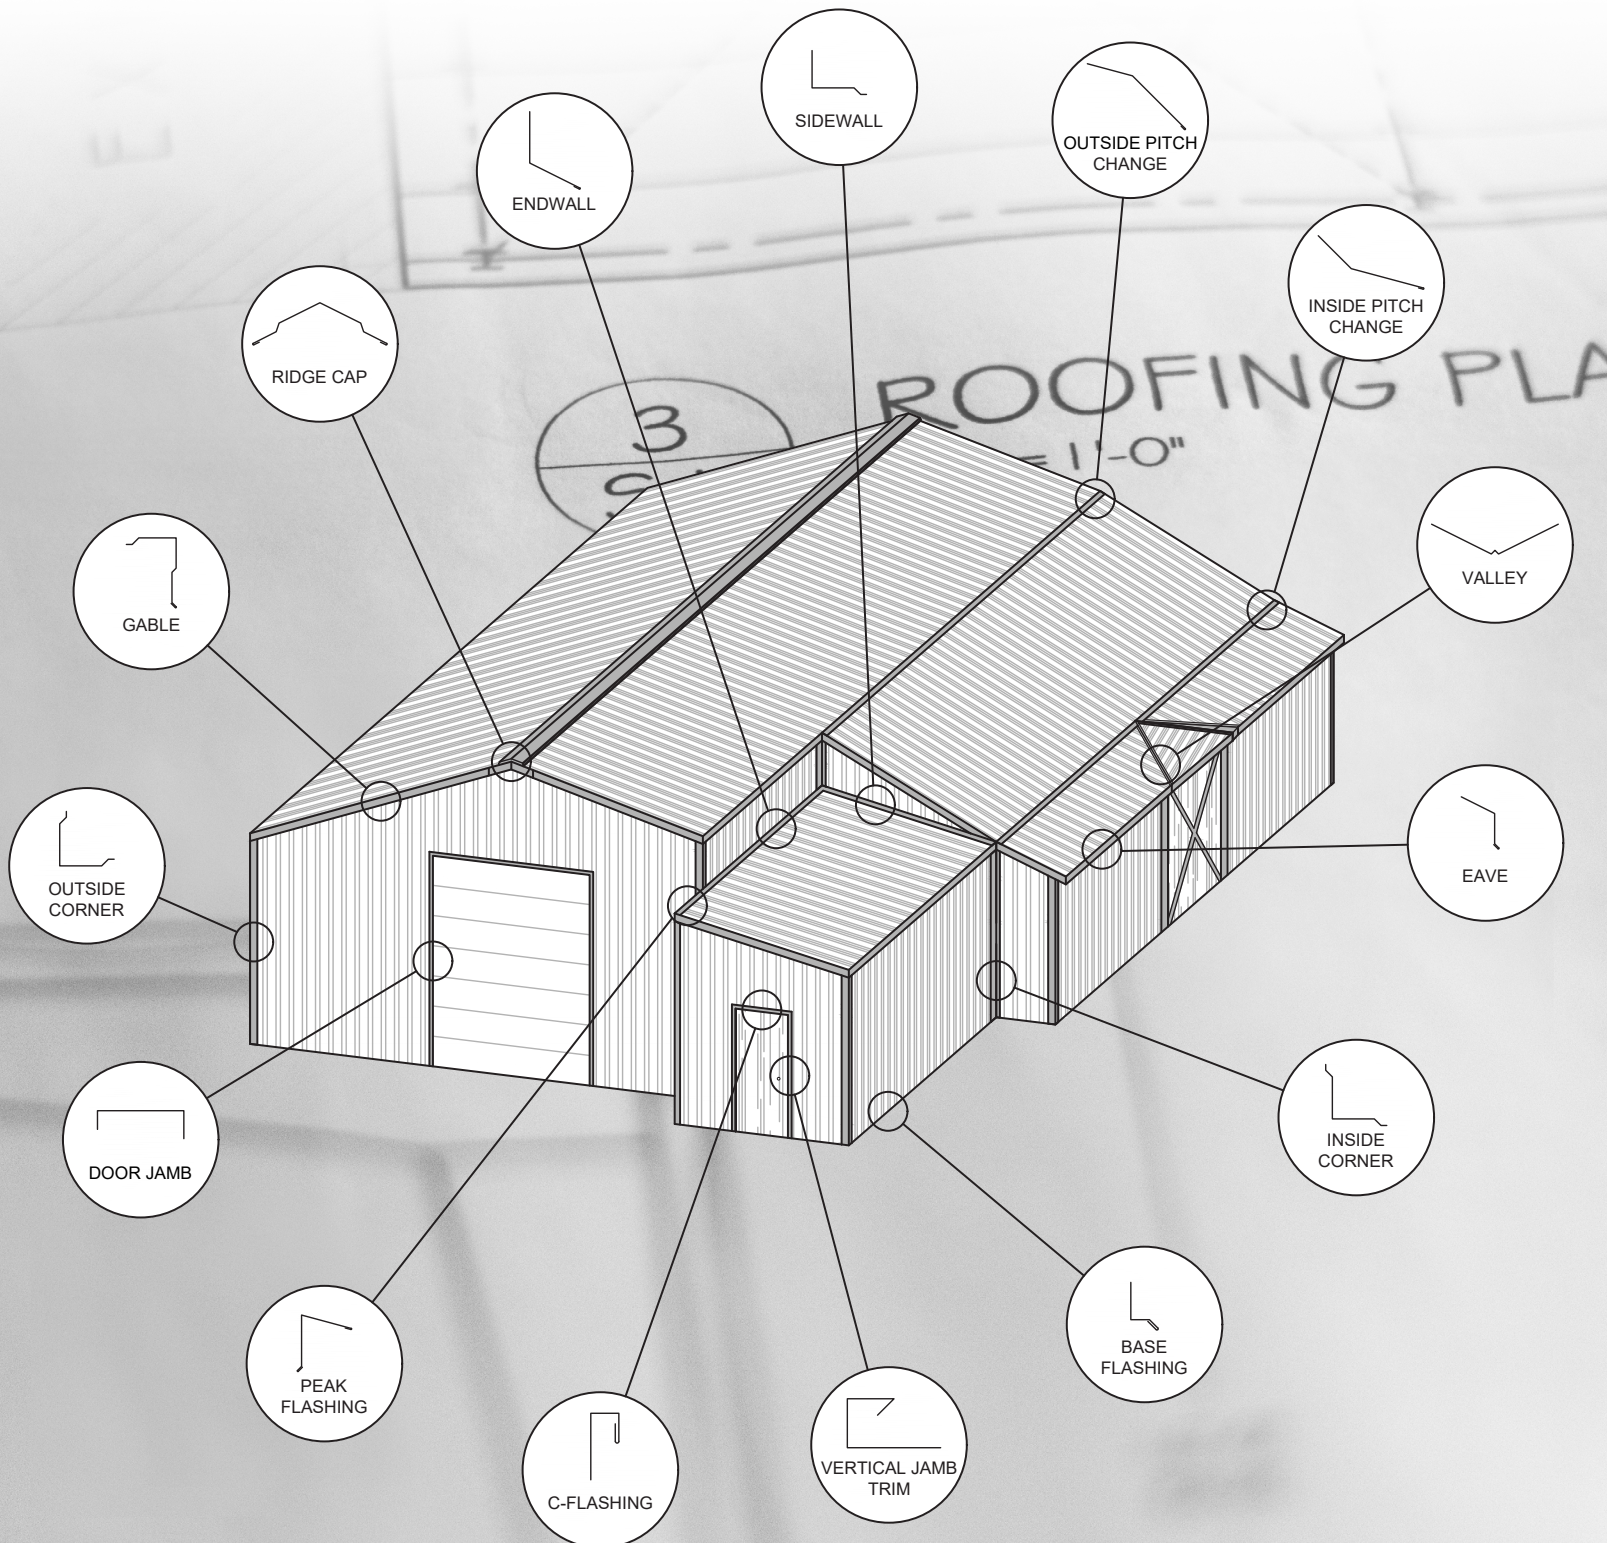 SIDEWALL
OUTSIDE PITCH
CHANGE
ENDWALL
INSIDE PITCH
CHANGE
RIDGE CAP
3
ROOFING
= 1'-0"
VALLEY
GABLE
OUTSIDE
CORNER
EAVE
DOOR JAMB
INSIDE
CORNER
PEAK
FLASHING
BASE
FLASHING
C-FLASHING
VERTICAL JAMB
TRIM